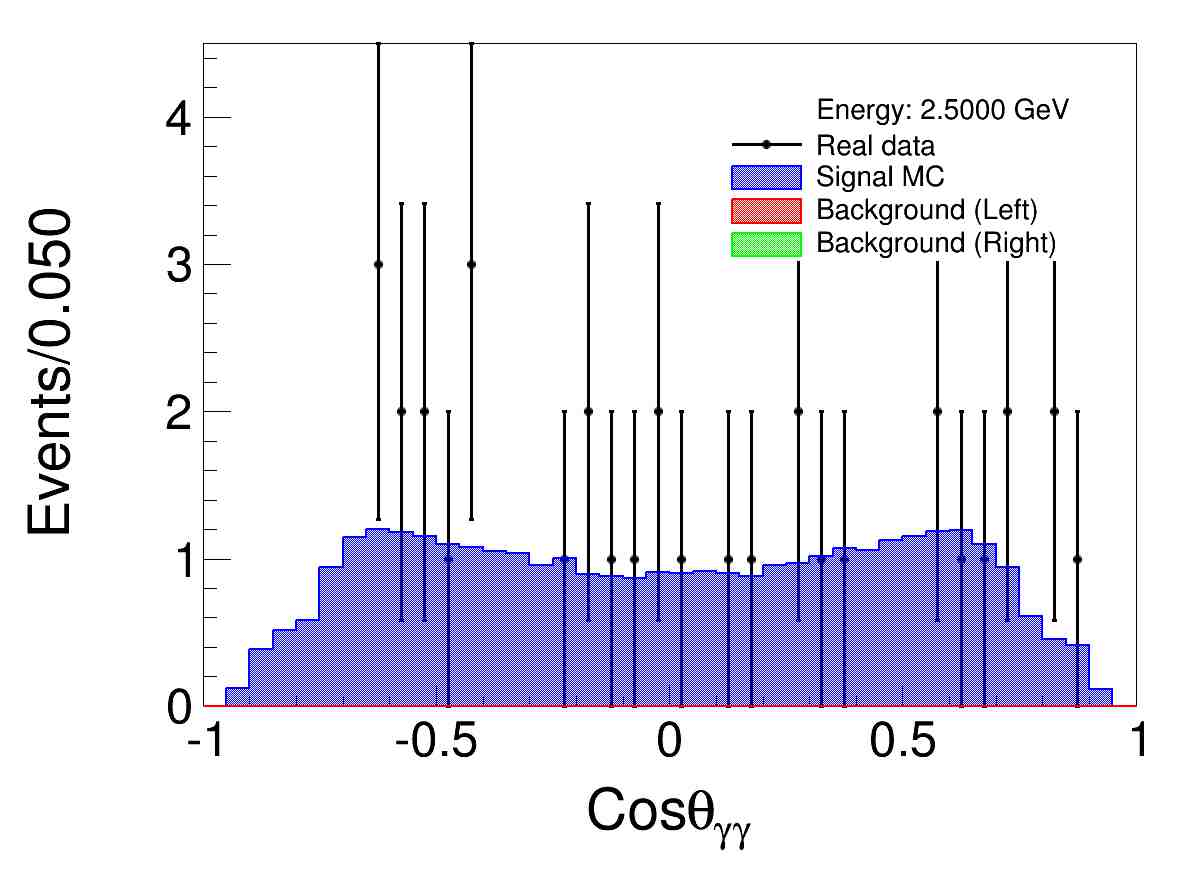 Energy: 2.5000 GeV
Real data
Signal MC
Background (Left)
Background (Right)
Events/0.050
4
3
2
1
0
-1 -0.5 0 0.5 1
Cosθγγ